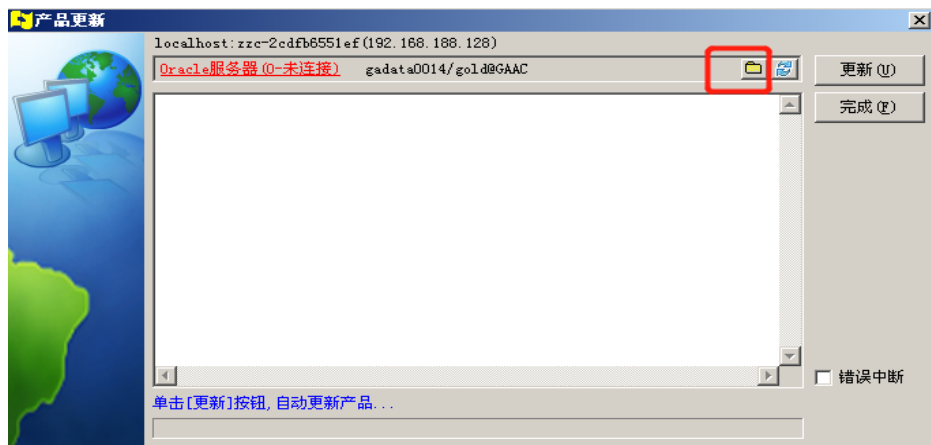 产品更新
localhost:zzc-2cdfb6551ef(192.168.188.128)
Oracle服务器(0-未连接) gadata0014/gold@GAAC
更新(U)
完成(F)
错误中断
单击[更新]按钮,自动更新产品...